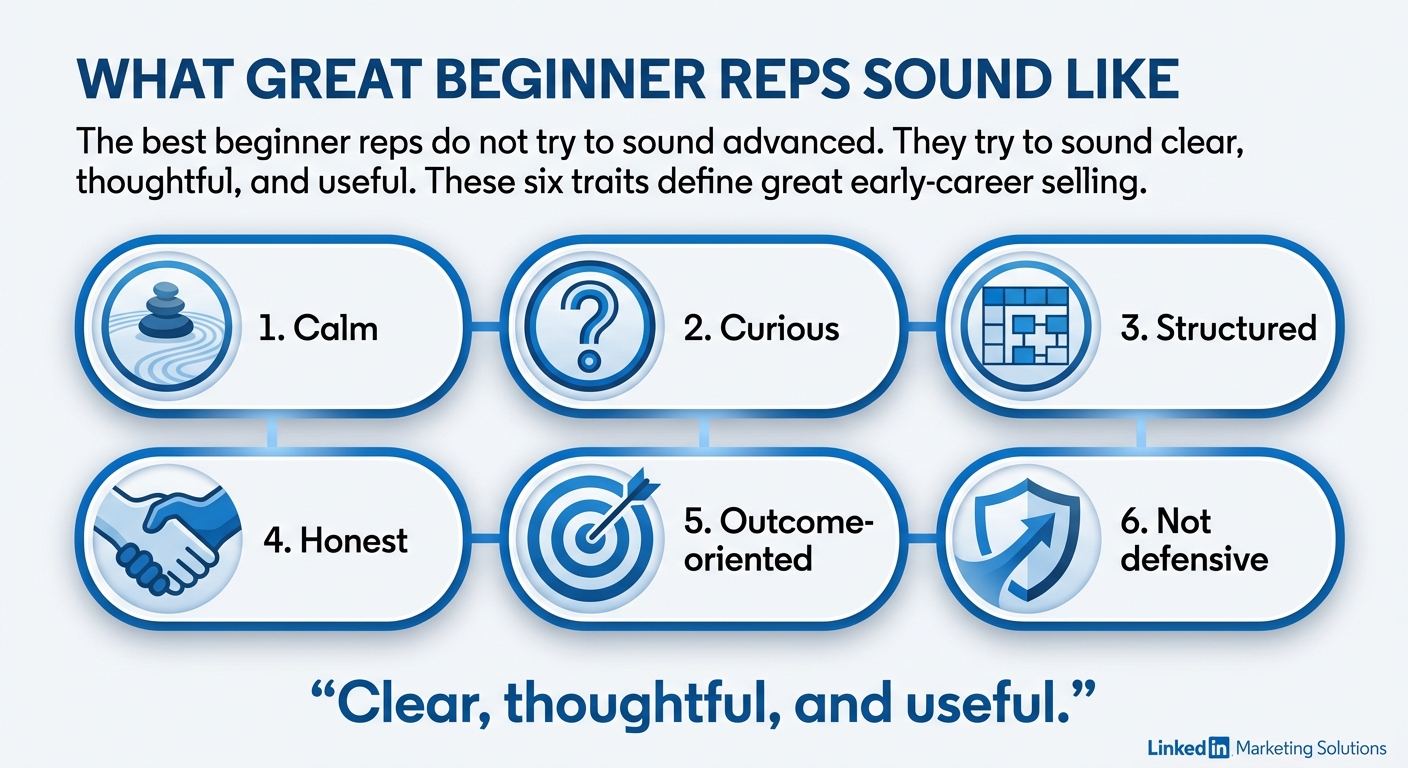 WHAT GREAT BEGINNER REPS SOUND LIKE
The best beginner reps do not try to sound advanced. They try to sound clear,
thoughtful, and useful. These six traits define great early-career selling.
1. Calm
2. Curious
3. Structured
4. Honest
5. Outcome-
oriented
6. Not
defensive
“Clear, thoughtful, and useful.”
LinkedIn Marketing Solutions